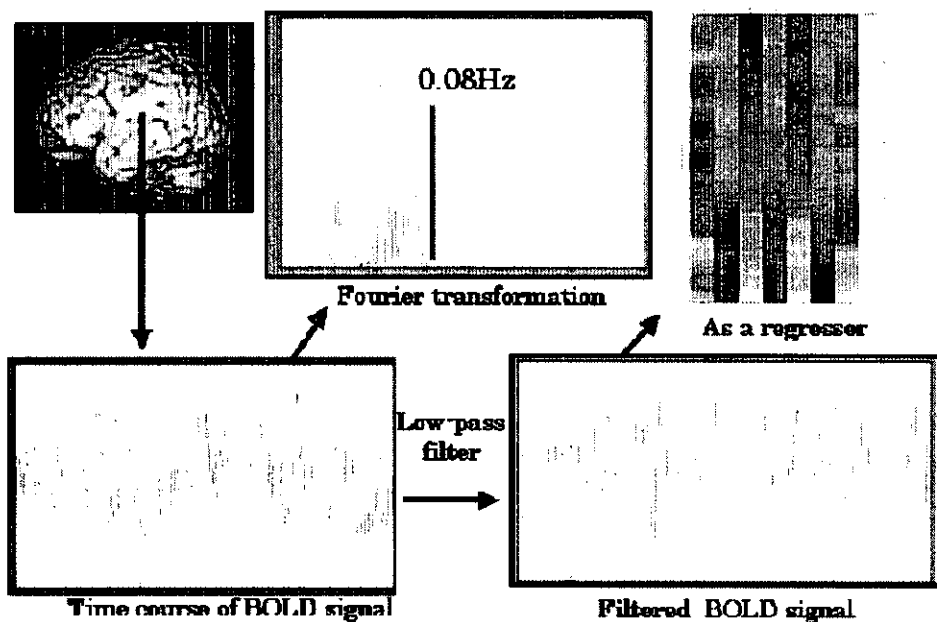 0.08Hz
Fourier transformation
As a regresser
Low-pass
filter
Time course of BOLD signal
Filtered BOLD signal